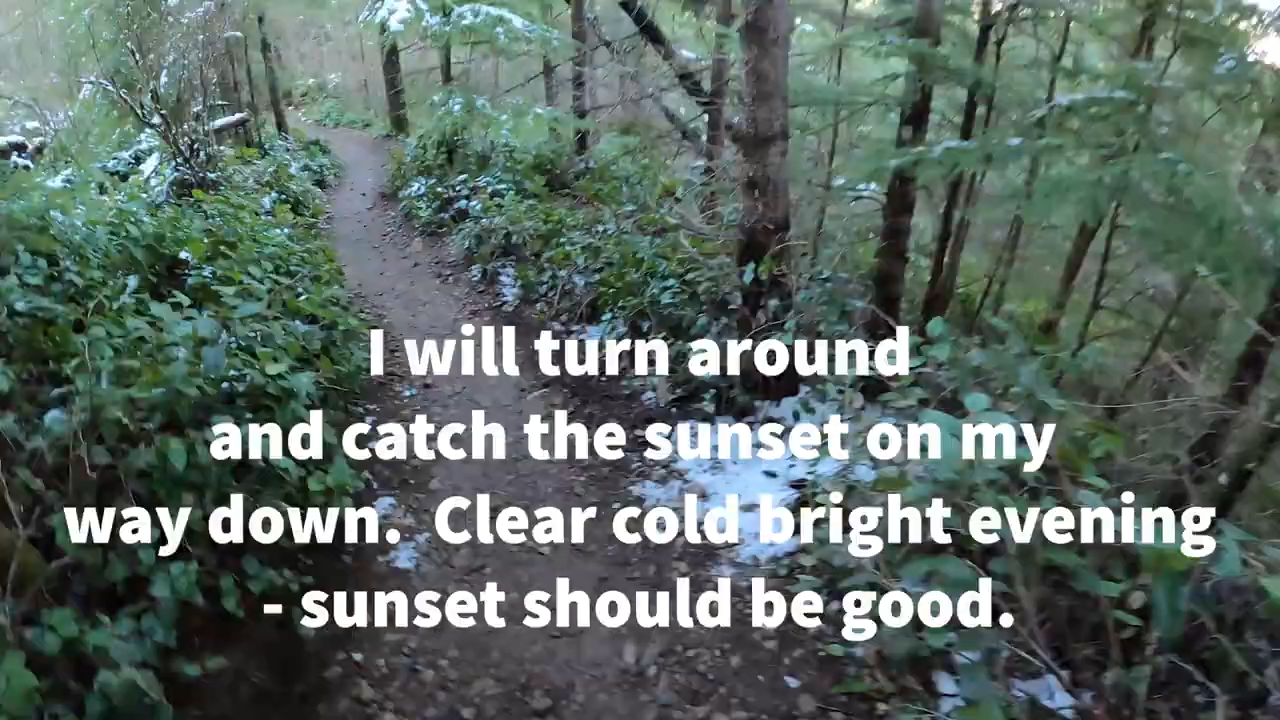 I will turn around
and catch the sunset on my
way down.  Clear cold bright evening
- sunset should be good.